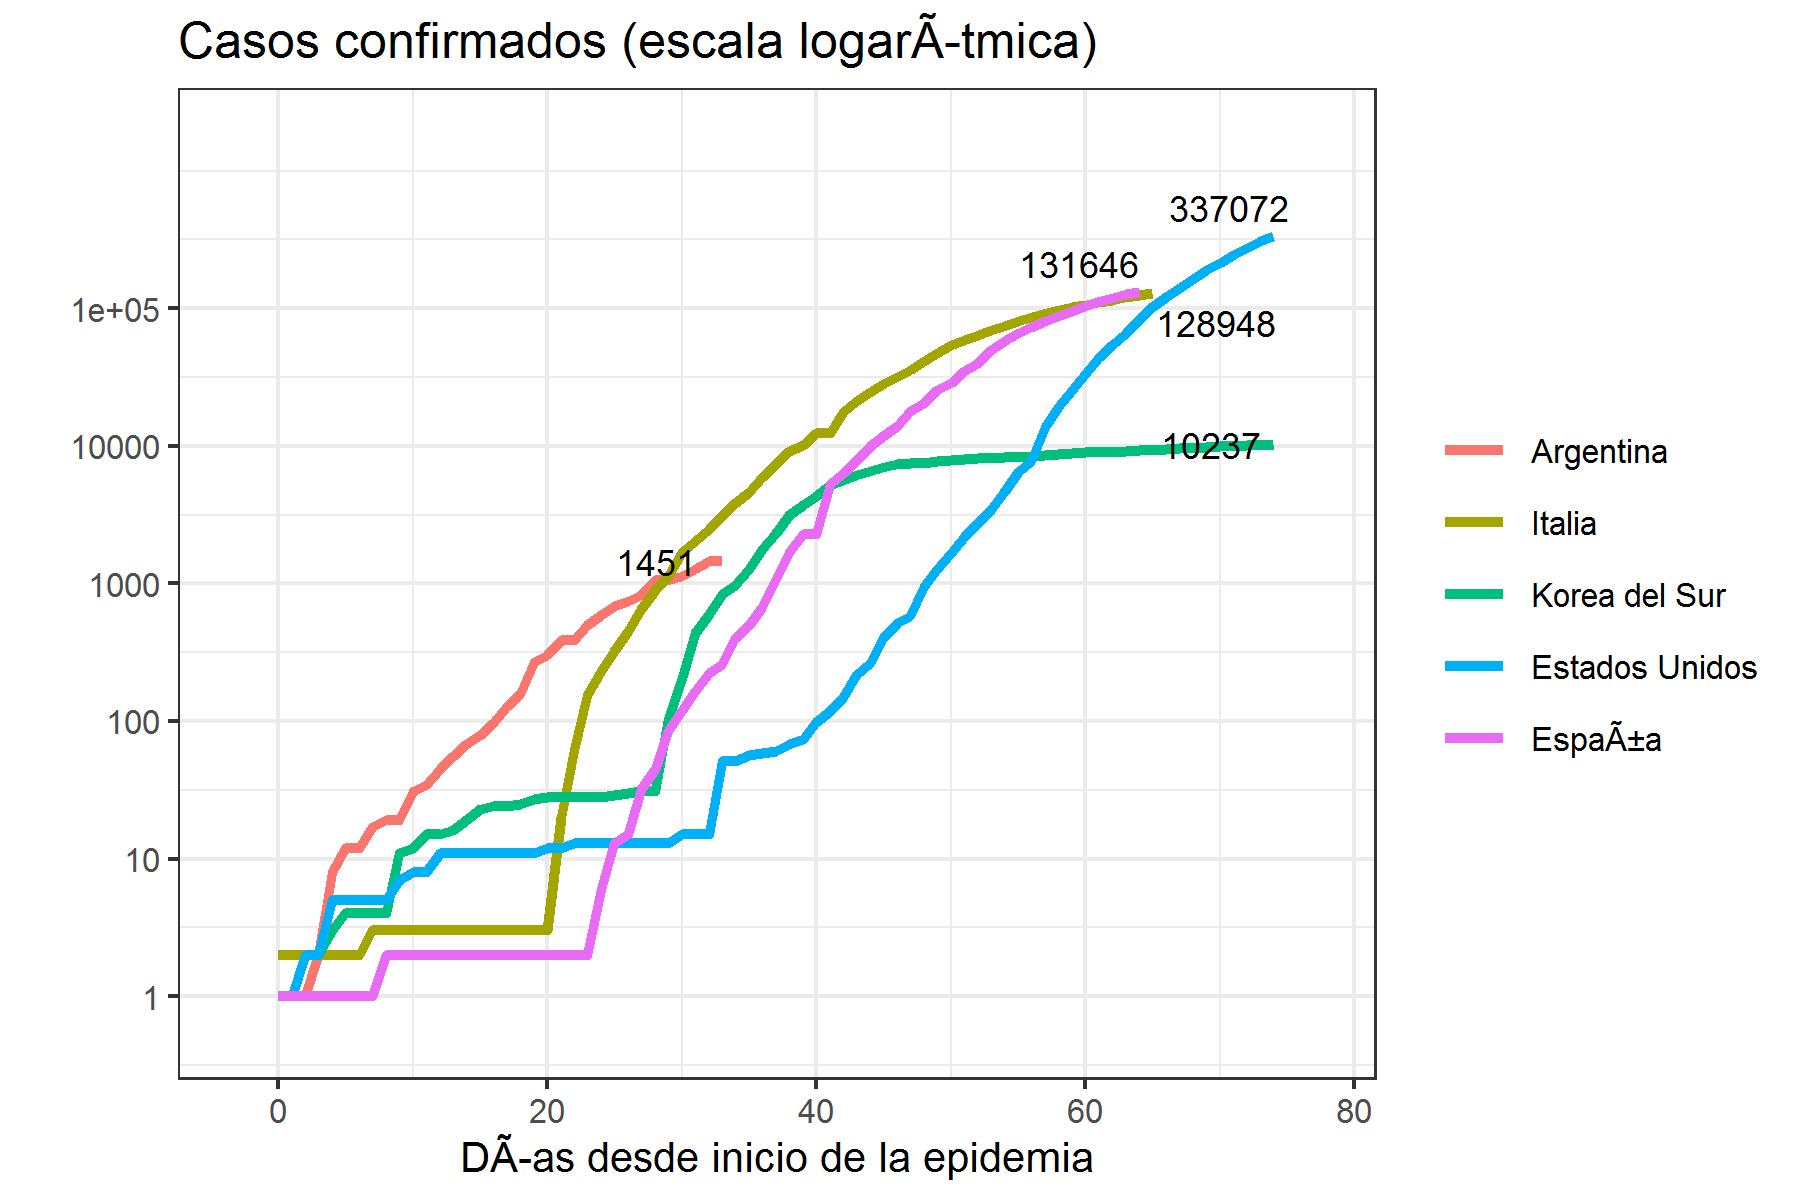 Casos confirmados (escala logarÃ-tmica)
337072
131646
1e+05
128948
10000
10237
1451
1000
100
10
1
0 20 40 60 80
DÃ-as desde inicio de la epidemia
Argentina
Italia
Korea del Sur
Estados Unidos
EspaÃ±a